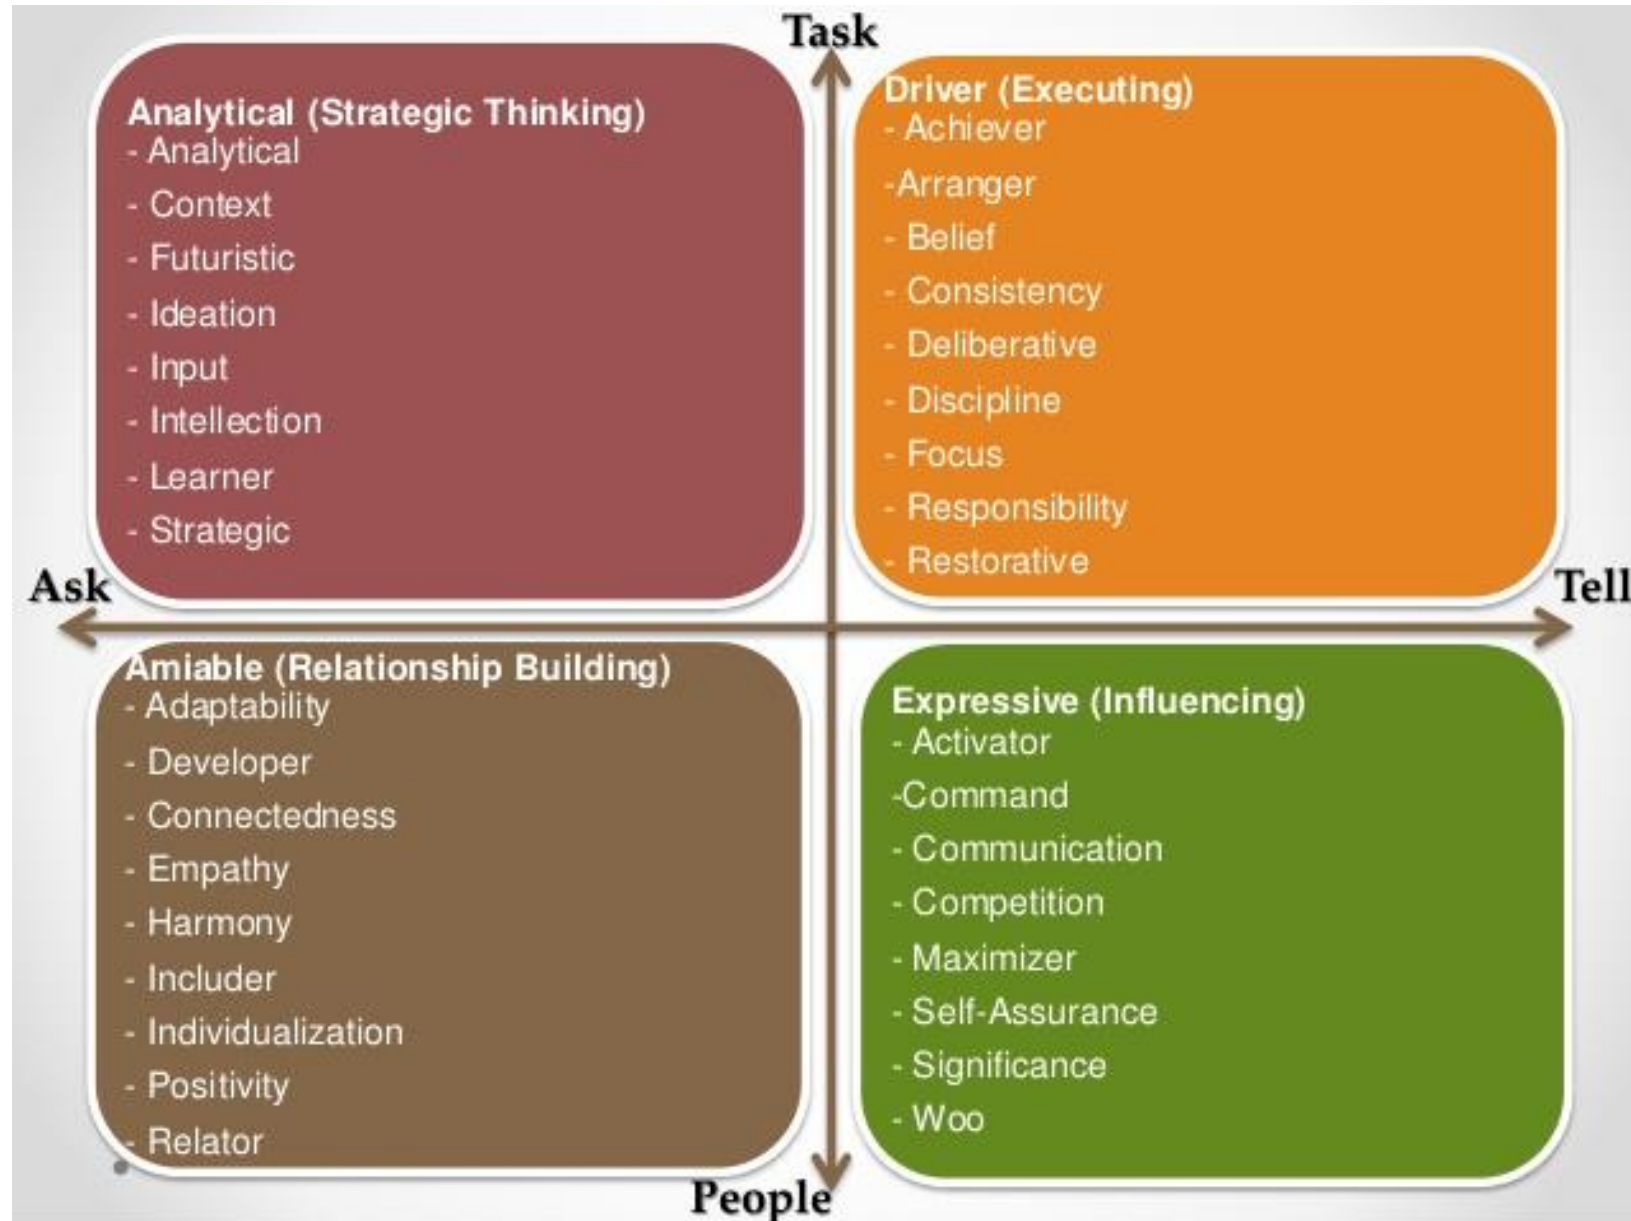 Task
Analytical (Strategic Thinking)
- Analytical
- Context
- Futuristic
- Ideation
- Input
- Intellection
- Learner
- Strategic
Driver (Executing)
- Achiever
-Arranger
- Belief
- Consistency
- Deliberative
- Discipline
- Focus
- Responsibility
- Restorative
Ask
Tell
Amiable (Relationship Building)
- Adaptability
- Developer
- Connectedness
- Empathy
- Harmony
- Includer
- Individualization
- Positivity
- Relator
Expressive (Influencing)
- Activator
-Command
- Communication
- Competition
- Maximizer
- Self-Assurance
- Significance
- Woo
People